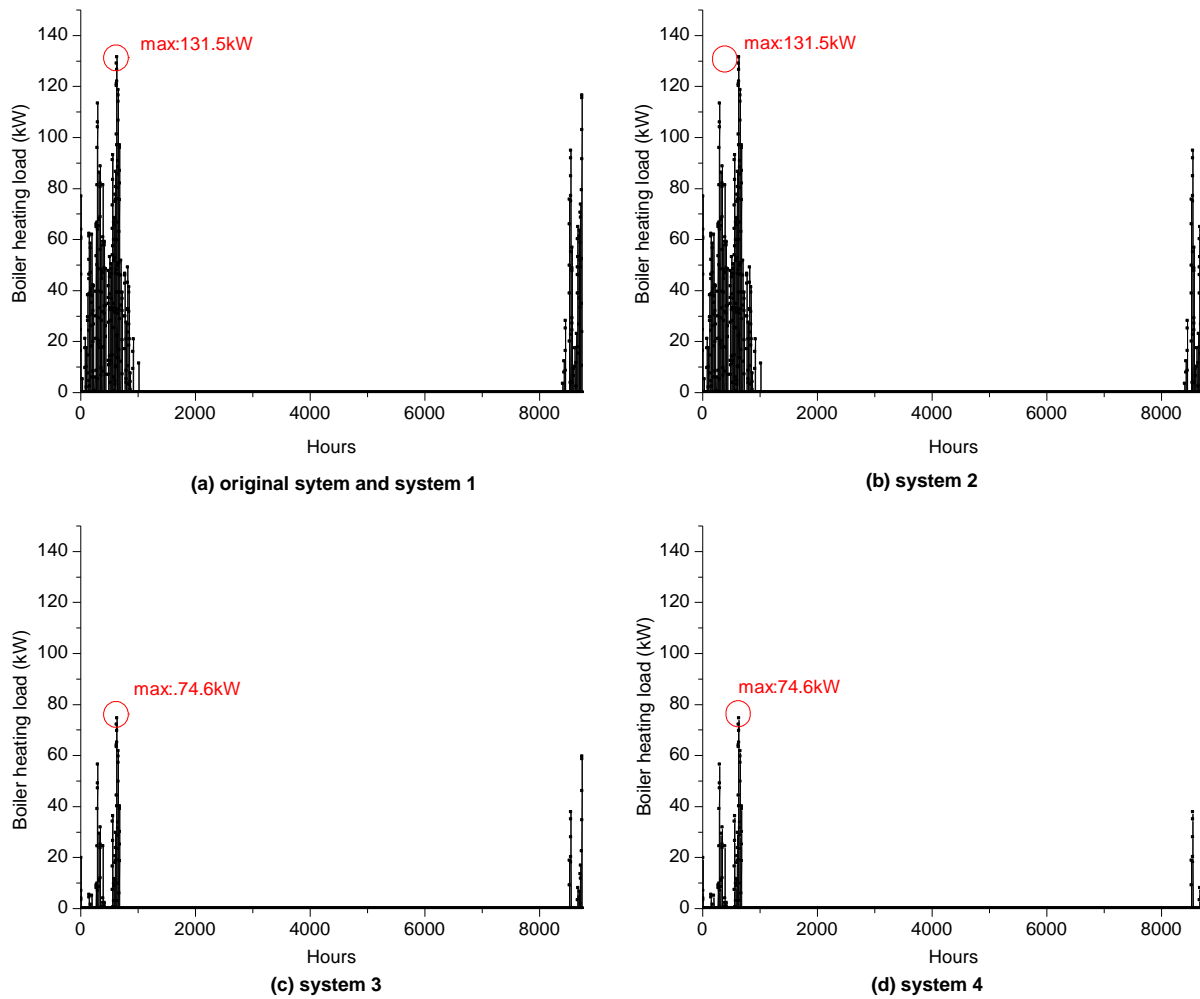 max:131.5kW
Boiler heating load (kW)
140
120
100
80
60
40
20
0
0 2000 4000 6000 8000
Hours
(a) original sytem and system 1
max:131.5kW
Boiler heating load (kW)
140
120
100
80
60
40
20
0
0 2000 4000 6000 8000
Hours
(b) system 2
max:.74.6kW
Boiler heating load (kW)
140
120
100
80
60
40
20
0
0 2000 4000 6000 8000
Hours
(c) system 3
max:74.6kW
Boiler heating load (kW)
140
120
100
80
60
40
20
0
0 2000 4000 6000 8000
Hours
(d) system 4